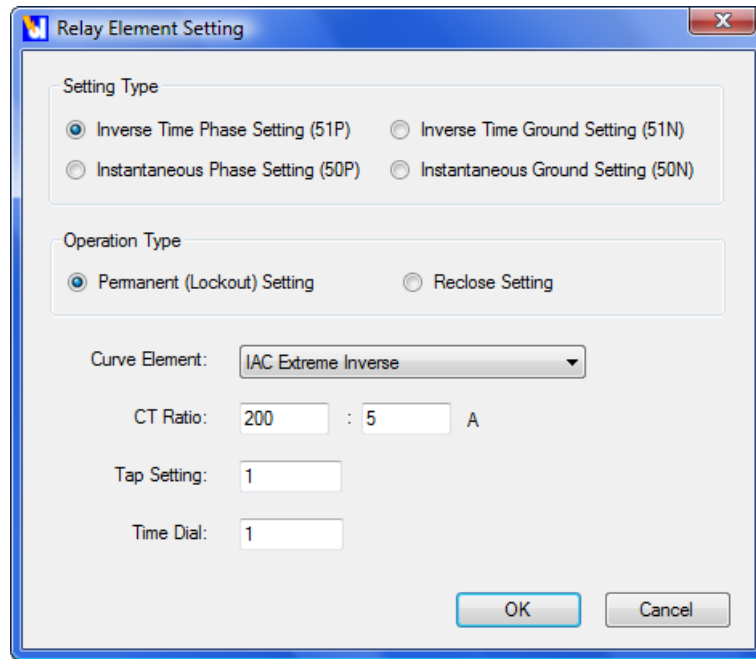 Relay Element Setting
Setting Type
Inverse Time Phase Setting (51P) Inverse Time Ground Setting (51N)
Instantaneous Phase Setting (50P) Instantaneous Ground Setting (50N)
Operation Type
Permanent (Lockout) Setting Reclose Setting
Curve Element: IAC Extreme Inverse
CT Ratio: 200 : 5 A
Tap Setting: 1
Time Dial: 1
OK Cancel